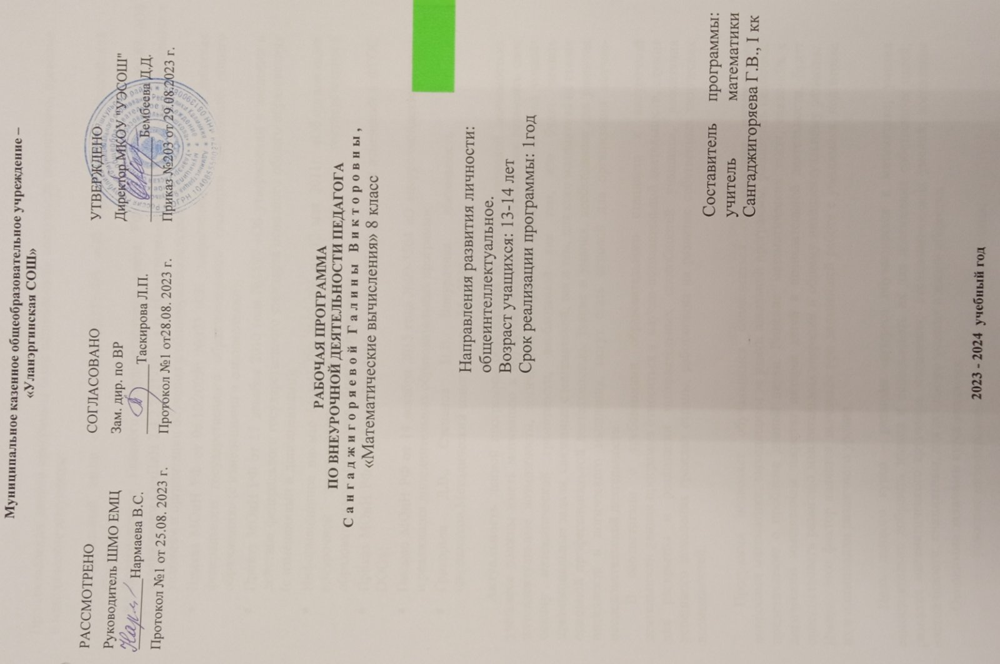 Муниципальное казенное общеобразовательное учреждение –
«Уланэргинская СОШ»
РАССМОТРЕНО
Руководитель ШМО ЕМЦ
Нармаева В.С.
Протокол №1 от 25.08. 2023 г.
СОГЛАСОВАНО
Зам. дир. по ВР
Таскирова Л.П.
Протокол №1 от28.08. 2023 г.
УТВЕРЖДЕНО
Директор МКОУ "УЭСОШ"
Бембеева Д.Д.
Приказ №203 от 29.08.2023 г.
РАБОЧАЯ ПРОГРАММА
ПО ВНЕУРОЧНОЙ ДЕЯТЕЛЬНОСТИ ПЕДАГОГА
Сангаджигоряевой Галины Викторовны,
«Математические вычисления» 8 класс
Направления развития личности:
общеинтеллектуальное.
Возраст учащихся: 13-14 лет
Срок реализации программы: 1год
Составитель программы:
учитель математики
Сангаджигоряева Г.В., I кк
2023 - 2024 учебный год